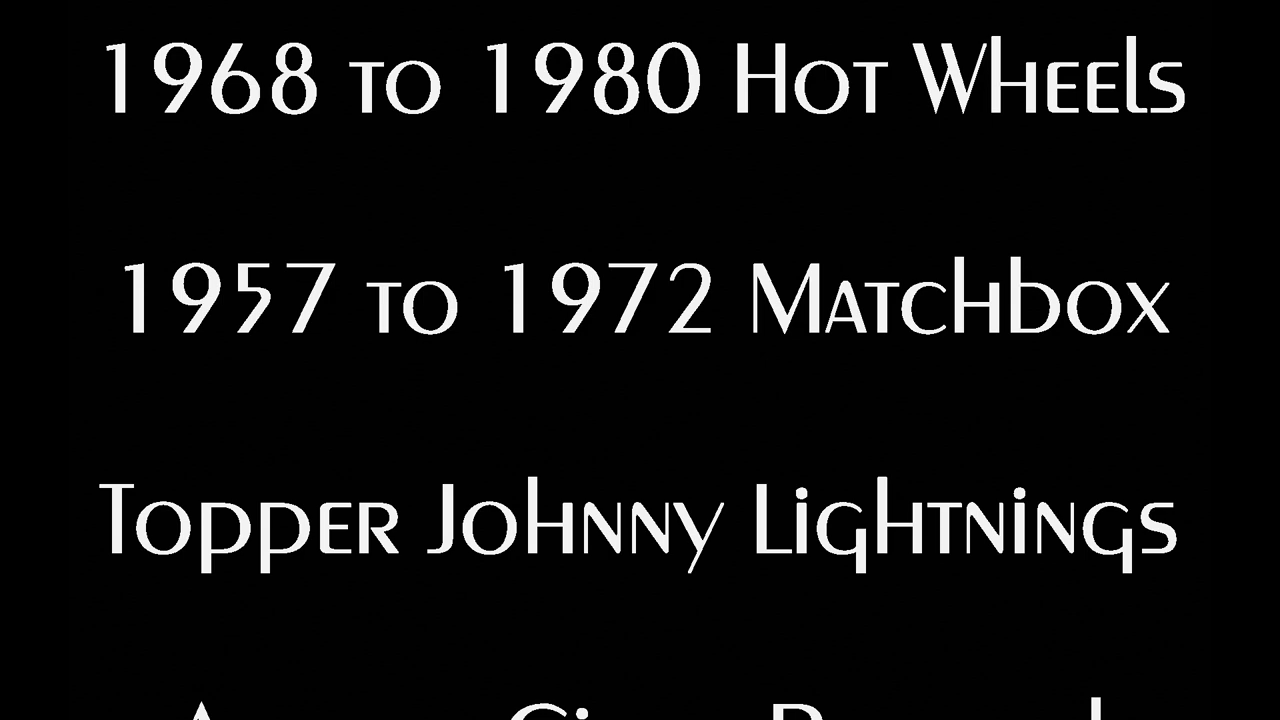 1968 to 1980 Hot Wheels
1957 to 1972 Matchbox
Topper Johnny Lightnings